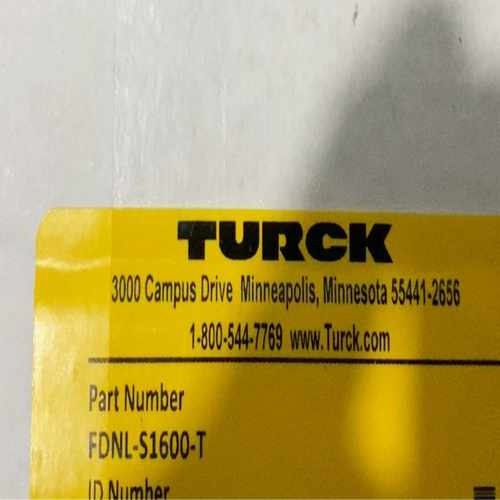 TURCK
3000 Campus Drive Minneapolis, Minnesota 55441-2656
1-800-544-7769 www.Turck.com
Part Number
FDNL-S1600-T
ID Number